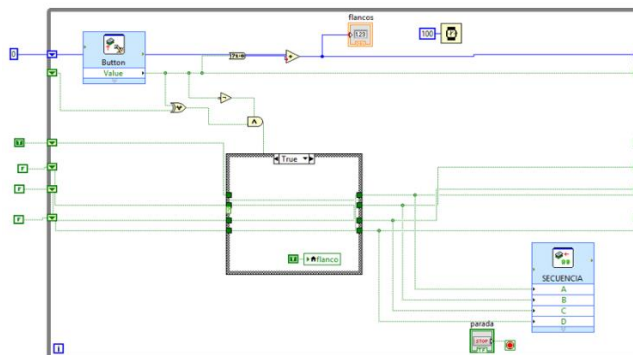 flancos
123
100
0
Button
Value
True
flanco
SECUENCIA
A
B
C
D
parada
STOP
i